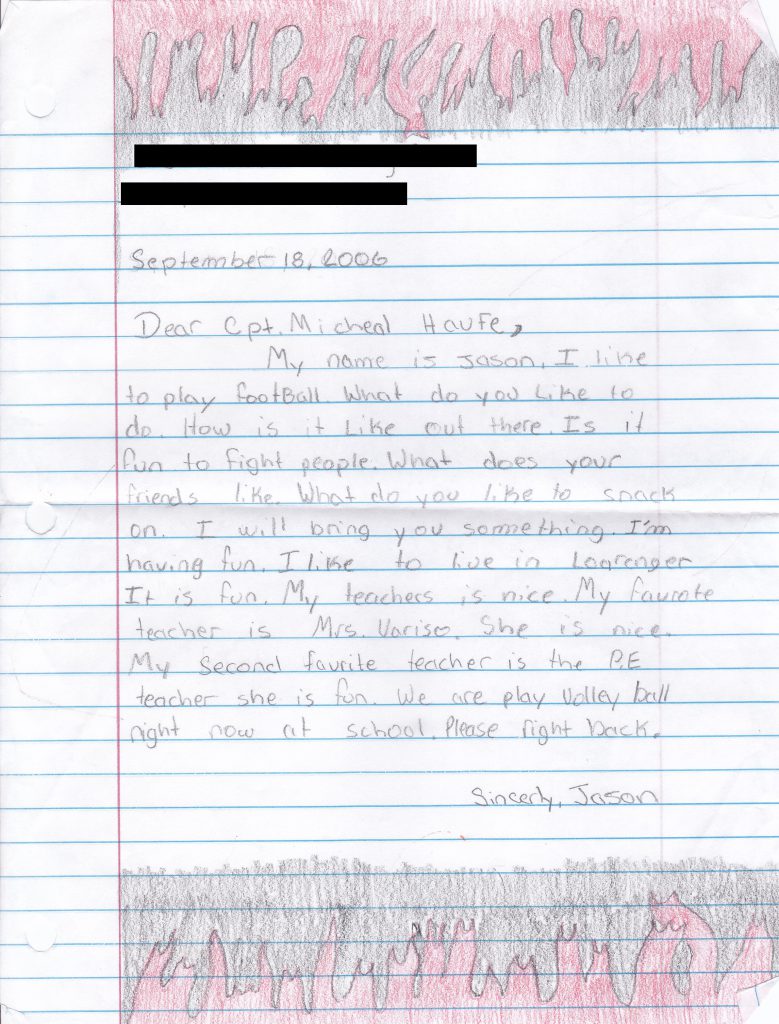 September 18, 2006
Dear Cpt. Micheal Haufe,
My name is Jason. I like
to play football. What do you like to
do. How is it like out there. Is it
fun to fight people. What does your
friends like. What do you like to snack
on. I will bring you something. I'm
having fun. I like to live in Loarenger
It is fun. My teachers is nice. My faurote
teacher is Mrs. Variso. She is nice.
My second faurite teacher is the P.E
teacher she is fun. We are play Volley ball
right now at school. Please right back.
Sincerly, Jason